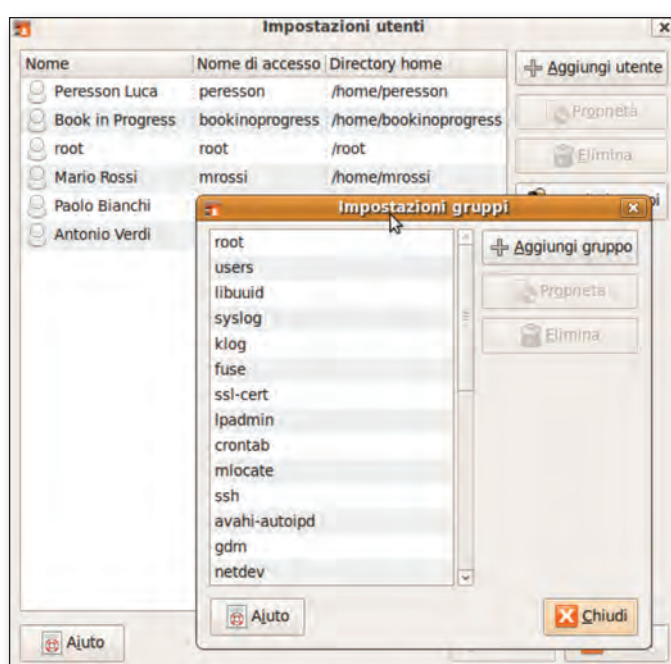 Impostazioni utenti
Nome Nome di accesso Directory home
Peresson Luca peresson /home/peresson
Book in Progress bookinoprogress /home/bookinoprogress
root root /root
Mario Rossi mrossi /home/mrossi
Paolo Bianchi
Antonio Verdi
Aggiungi utente
Proprietà
Elimina
Impostazioni gruppi
root
users
libuuid
syslog
klog
fuse
ssl-cert
lpadmin
crontab
mlocate
ssh
avahi-autoipd
gdm
netdev
Aggiungi gruppo
Proprietà
Elimina
Aiuto
Chiudi
Aiuto